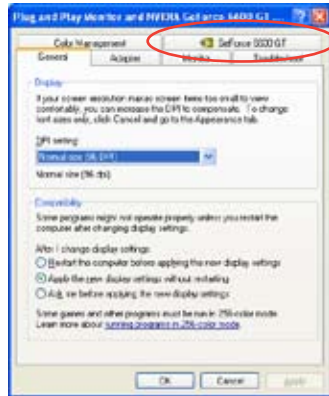 Plug and Play Monitor and NVIDIA GeForce 6600 GT ...
Color Management
GeForce 6600 GT
General
Adapter
Monitor
Troubleshoot
Display
If your screen resolution makes screen items too small to view
comfortably, you can increase the DPI to compensate. To change
font sizes only, click Cancel and go to the Appearance tab.
DPI setting:
Normal size (96 DPI)
Normal size (96 dpi)
Compatibility
Some programs might not operate properly unless you restart the
computer after changing display settings.
After I change display settings:
Restart the computer before applying the new display settings
Apply the new display settings without restarting
Ask me before applying the new display settings
Some games and other programs must be run in 256-color mode.
Learn more about running programs in 256-color mode.
OK
Cancel
Apply